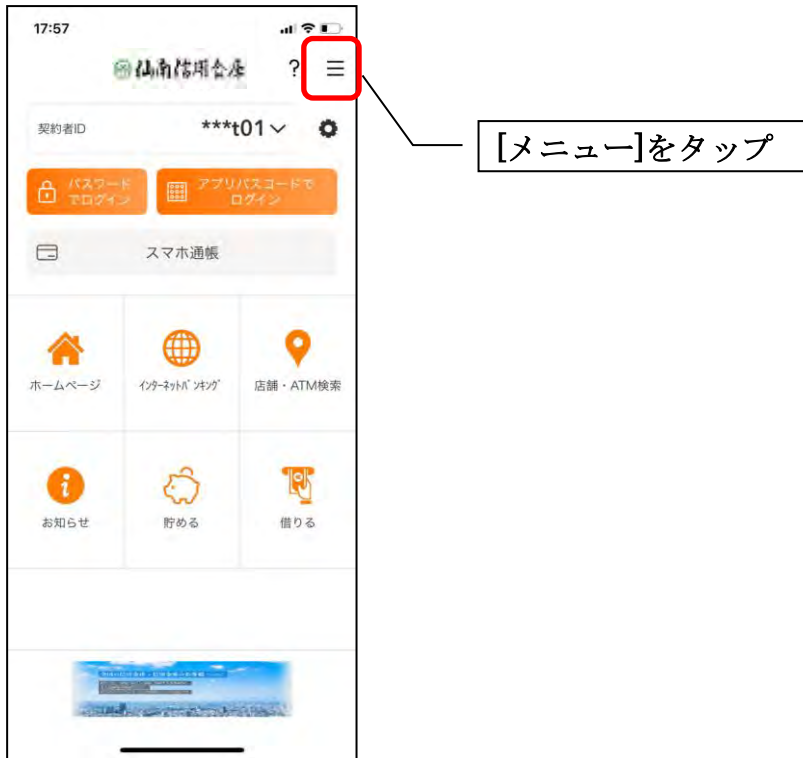 17:57
仙南信用金庫
?
契約者ID
***t01
パスワード
でログイン
アプリパスコードで
ログイン
スマホ通帳
ホームページ
インターネットバンキング
店舗・ATM検索
お知らせ
貯める
借りる
[メニュー]をタップ